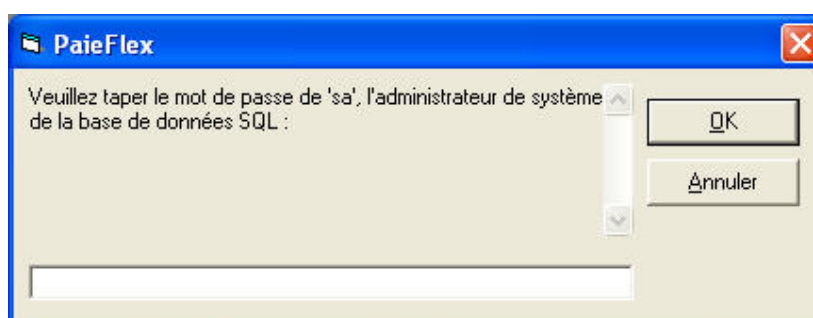 PaieFlex
Veuillez taper le mot de passe de 'sa', l'administrateur de système
de la base de données SQL :
OK
Annuler